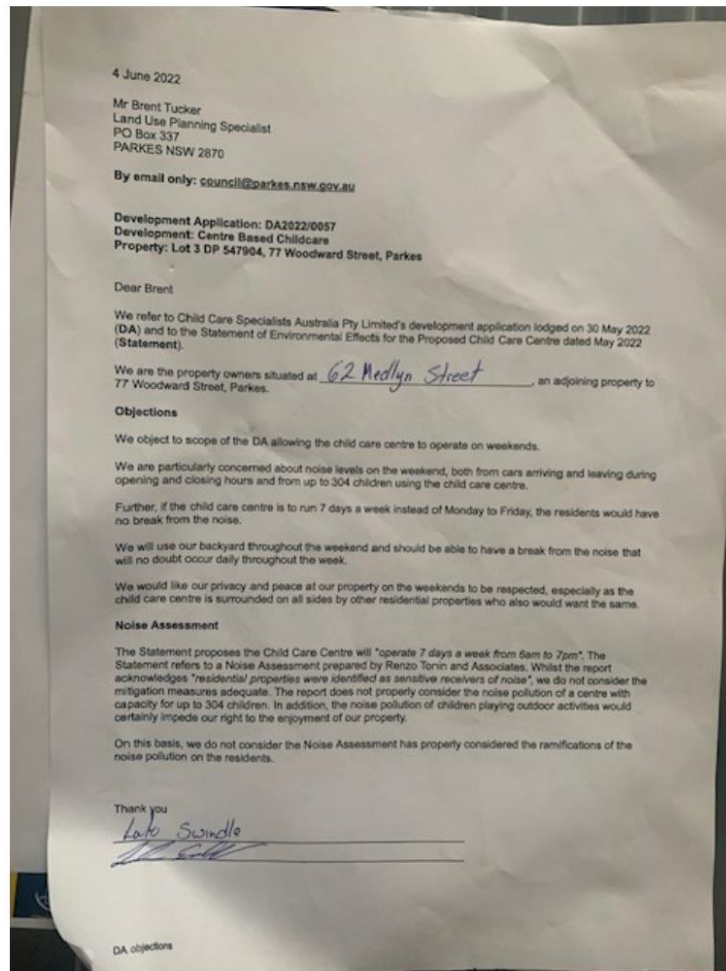 4 June 2022
Mr Brent Tucker
Land Use Planning Specialist
PO Box 337
PARKES NSW 2870
By email only: council@parkes.nsw.gov.au
Development Application: DA2022/0057
Development: Centre Based Childcare
Property: Lot 3 DP 547904, 77 Woodward Street, Parkes
Dear Brent
We refer to Child Care Specialists Australia Pty Limited's development application lodged on 30 May 2022
(DA) and to the Statement of Environmental Effects for the Proposed Child Care Centre dated May 2022
(Statement).
We are the property owners situated at 62 Medlyn Street, an adjoining property to
77 Woodward Street, Parkes.
Objections
We object to scope of the DA allowing the child care centre to operate on weekends.
We are particularly concerned about noise levels on the weekend, both from cars arriving and leaving during
opening and closing hours and from up to 304 children using the child care centre.
Further, if the child care centre is to run 7 days a week instead of Monday to Friday, the residents would have
no break from the noise.
We will use our backyard throughout the weekend and should be able to have a break from the noise that
will no doubt occur daily throughout the week.
We would like our privacy and peace at our property on the weekends to be respected, especially as the
child care centre is surrounded on all sides by other residential properties who also would want the same.
Noise Assessment
The Statement proposes the Child Care Centre will "operate 7 days a week from 6am to 7pm". The
Statement refers to a Noise Assessment prepared by Renzo Tonin and Associates. Whilst the report
acknowledges "residential properties were identified as sensitive receivers of noise", we do not consider the
mitigation measures adequate. The report does not properly consider the noise pollution of a centre with
capacity for up to 304 children. In addition, the noise pollution of children playing outdoor activities would
certainly impede our right to the enjoyment of our property.
On this basis, we do not consider the Noise Assessment has properly considered the ramifications of the
noise pollution on the residents.
Thank you
Swindle
DA objections